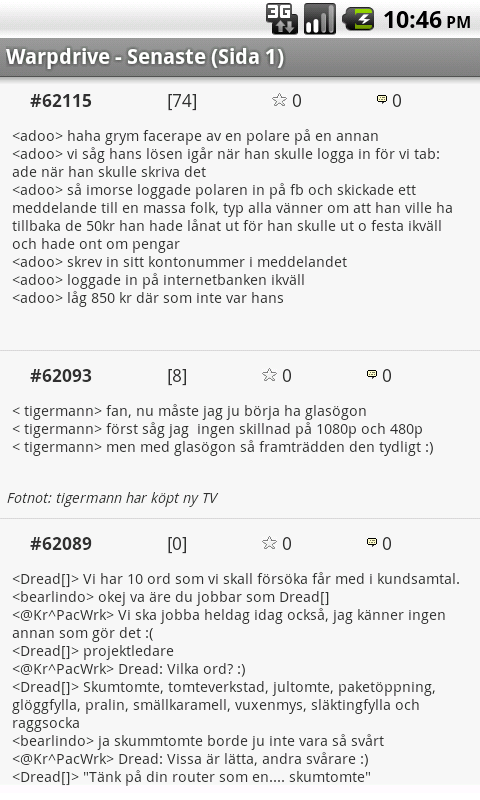 3G 10:46 PM
Warpdrive - Senaste (Sida 1)
#62115 [74] 0 0
<adoo> haha grym facerape av en polare på en annan
<adoo> vi såg hans lösen igår när han skulle logga in för vi tab:
ade när han skulle skriva det
<adoo> så imorse loggade polaren in på fb och skickade ett
meddelande till en massa folk, typ alla vänner om att han ville ha
tillbaka de 50kr han hade lånat ut för han skulle ut o festa ikväll
och hade ont om pengar
<adoo> skrev in sitt kontonummer i meddelandet
<adoo> loggade in på internetbanken ikväll
<adoo> låg 850 kr där som inte var hans
#62093 [8] 0 0
< tigermann> fan, nu måste jag ju börja ha glasögon
< tigermann> först såg jag  ingen skillnad på 1080p och 480p
< tigermann> men med glasögon så framträdden den tydligt :)
Fotnot: tigermann har köpt ny TV
#62089 [0] 0 0
<Dread[]> Vi har 10 ord som vi skall försöka får med i kundsamtal.
<bearlindo> okej va äre du jobbar som Dread[]
<@Kr^PacWrk> Vi ska jobba heldag idag också, jag känner ingen
annan som gör det :(
<Dread[]> projektledare
<@Kr^PacWrk> Dread: Vilka ord? :)
<Dread[]> Skumtomte, tomteverkstad, jultomte, paketöppning,
glöggfylla, pralin, smällkaramell, vuxenmys, släktingfylla och
raggsocka
<bearlindo> ja skummtomte borde ju inte vara så svårt
<@Kr^PacWrk> Dread: Vissa är lätta, andra svårare :)
<Dread[]> "Tänk på din router som en.... skumtomte"